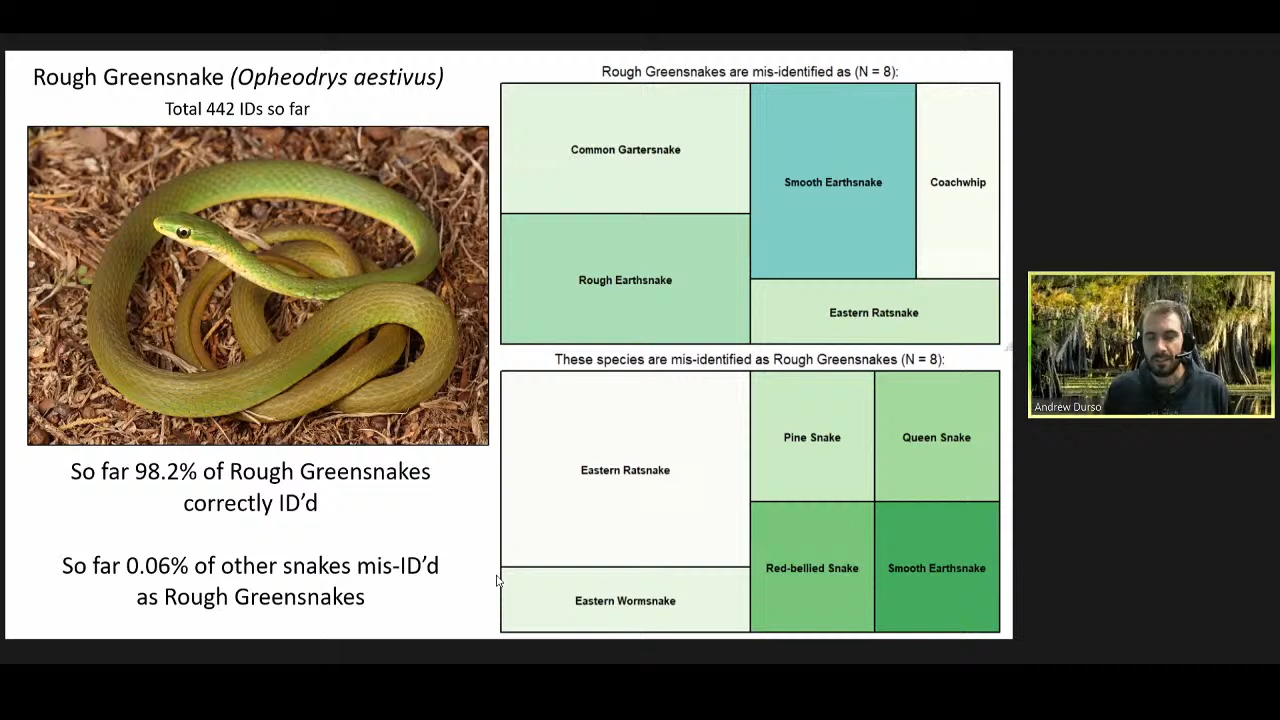 Rough Greensnake (Opheodrys aestivus)
Total 442 IDs so far
So far 98.2% of Rough Greensnakes
correctly ID'd
So far 0.06% of other snakes mis-ID'd
as Rough Greensnakes
Rough Greensnakes are mis-identified as (N = 8):
Common Gartersnake
Rough Earthsnake
Smooth Earthsnake
Coachwhip
Eastern Ratsnake
These species are mis-identified as Rough Greensnakes (N = 8):
Eastern Ratsnake
Eastern Wormsnake
Pine Snake
Queen Snake
Red-bellied Snake
Smooth Earthsnake
Andrew Durso